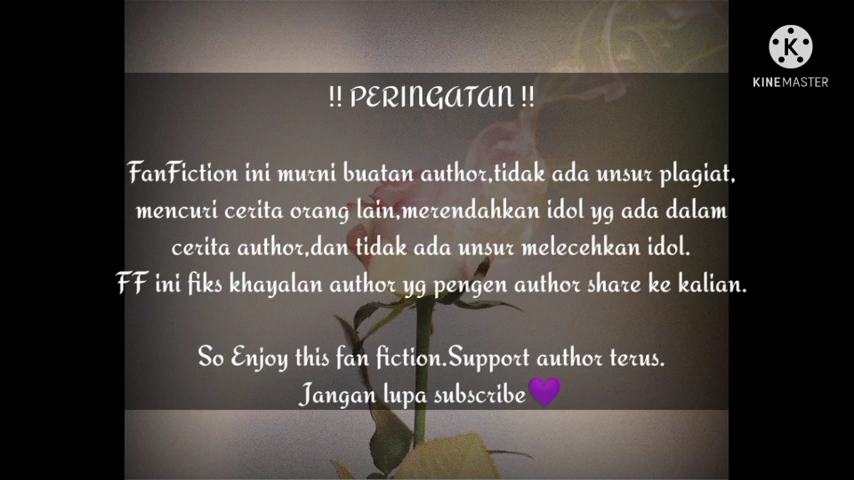 !! PERINGATAN !!
FanFiction ini murni buatan author,tidak ada unsur plagiat,
mencuri cerita orang lain,merendahkan idol yg ada dalam
cerita author,dan tidak ada unsur melecehkan idol.
FF ini fiks khayalan author yg pengen author share ke kalian.
So Enjoy this fan fiction.Support author terus.
Jangan lupa subscribe💜
K
KINEMASTER